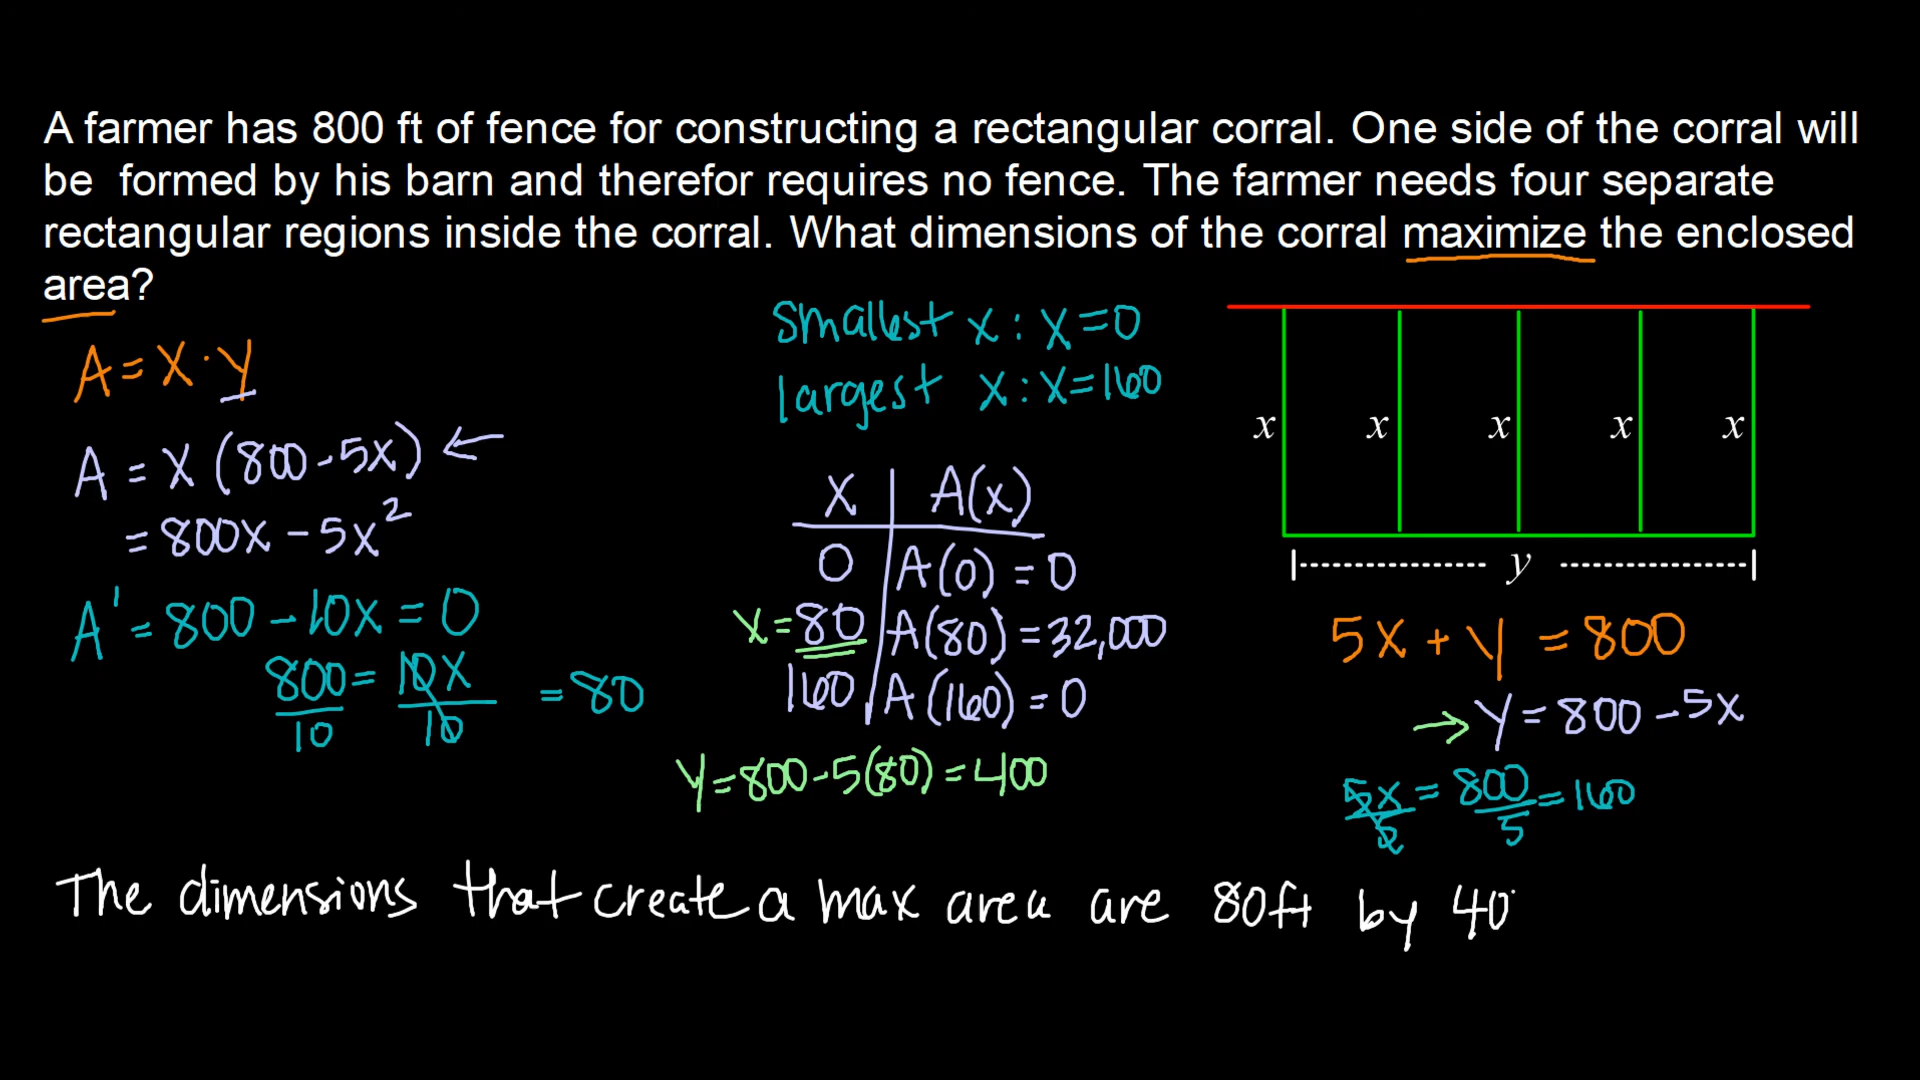 A farmer has 800 ft of fence for constructing a rectangular corral. One side of the corral will
be formed by his barn and therefor requires no fence. The farmer needs four separate
rectangular regions inside the corral. What dimensions of the corral maximize the enclosed
area?
A = x · y
A = x (800 - 5x) ←
= 800x - 5x²
A' = 800 - 10x = 0
800/10 = 10x/10 = 80
Smallest x : x = 0
largest x : x = 160
x | A(x)
0 | A(0) = 0
x = 80 | A(80) = 32,000
160 | A(160) = 0
y = 800 - 5(80) = 400
x x x x x
y
5x + y = 800
→ y = 800 - 5x
5x/5 = 800/5 = 160
The dimensions that create a max area are 80ft by 40